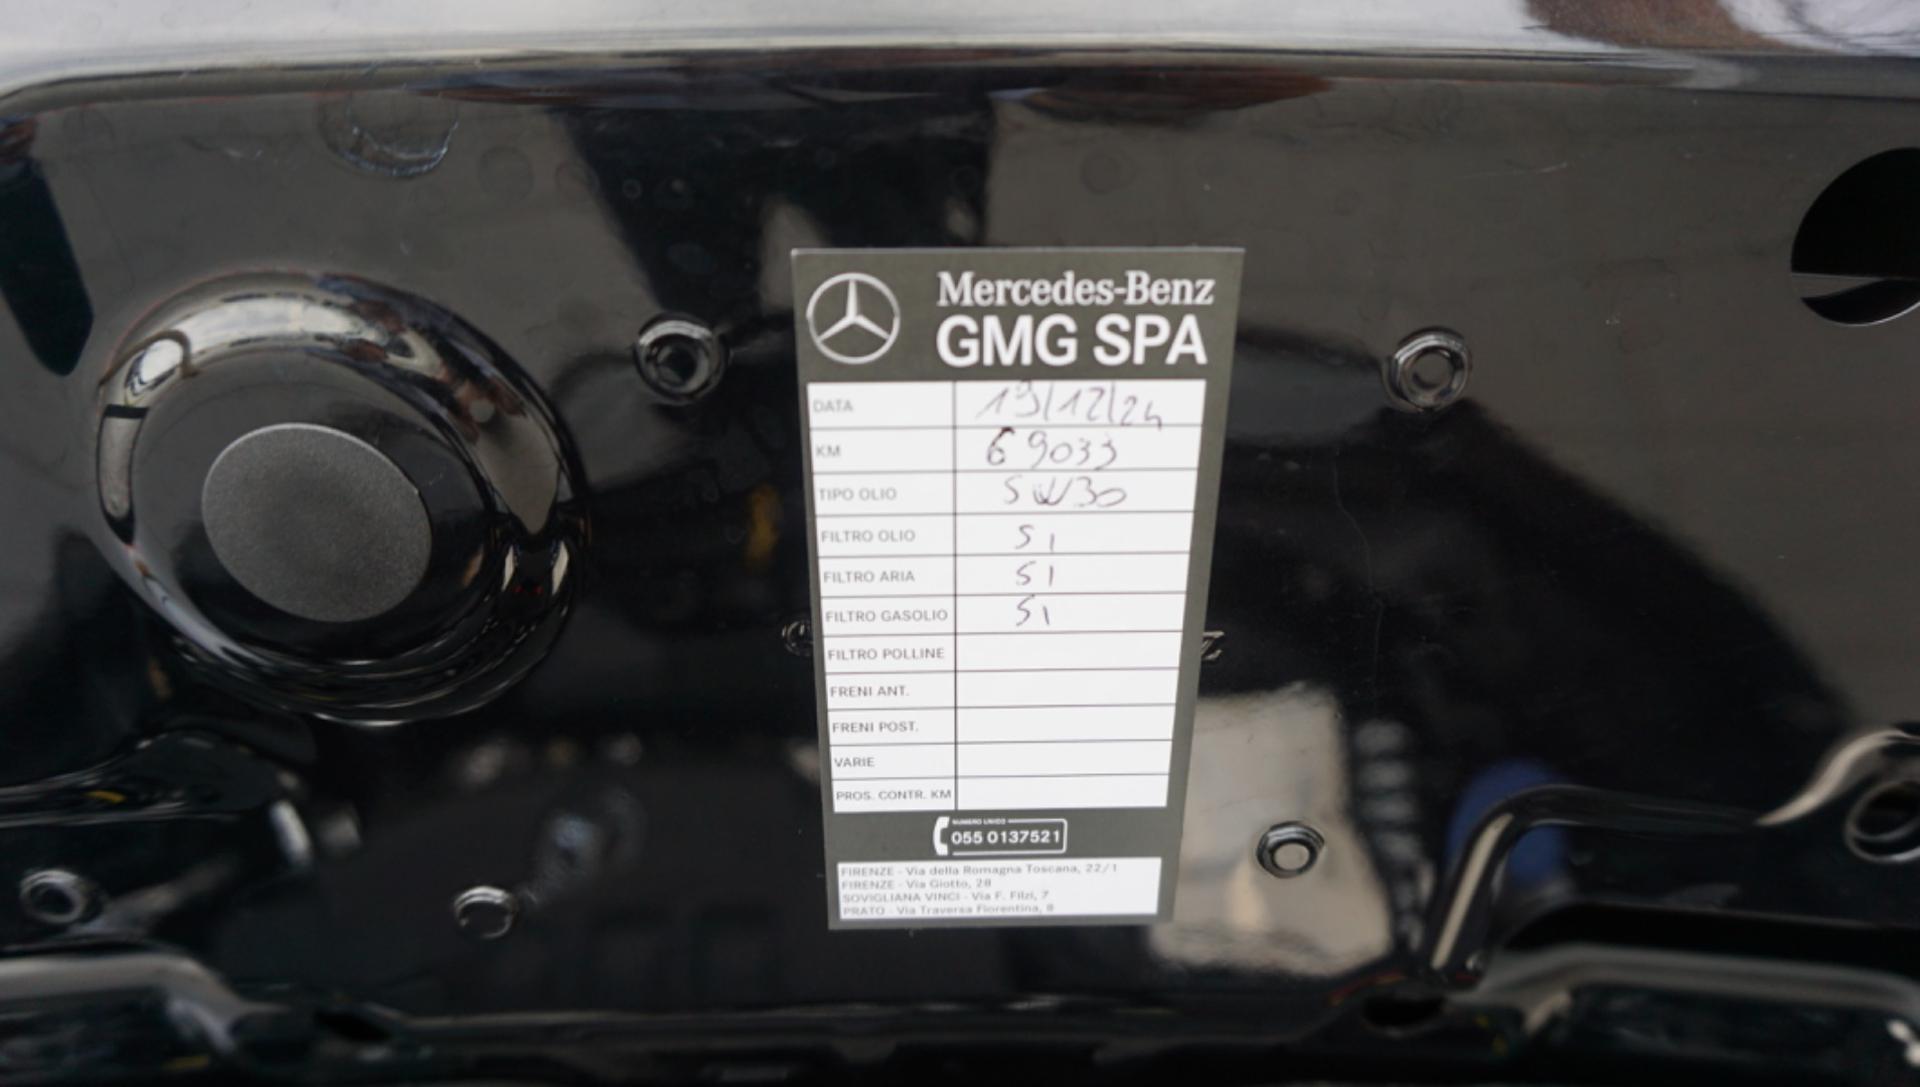 Mercedes-Benz
GMG SPA
DATA 19/12/24
KM 69033
TIPO OLIO 5W30
FILTRO OLIO SI
FILTRO ARIA SI
FILTRO GASOLIO SI
FILTRO POLLINE
FRENI ANT.
FRENI POST.
VARIE
PROS. CONTR. KM
NUMERO UNICO
055 0137521
FIRENZE - Via della Romagna Toscana, 22/1
FIRENZE - Via Giotto, 28
SOVIGLIANA VINCI - Via F. Filzi, 7
PRATO - Via Traversa Fiorentina, 8